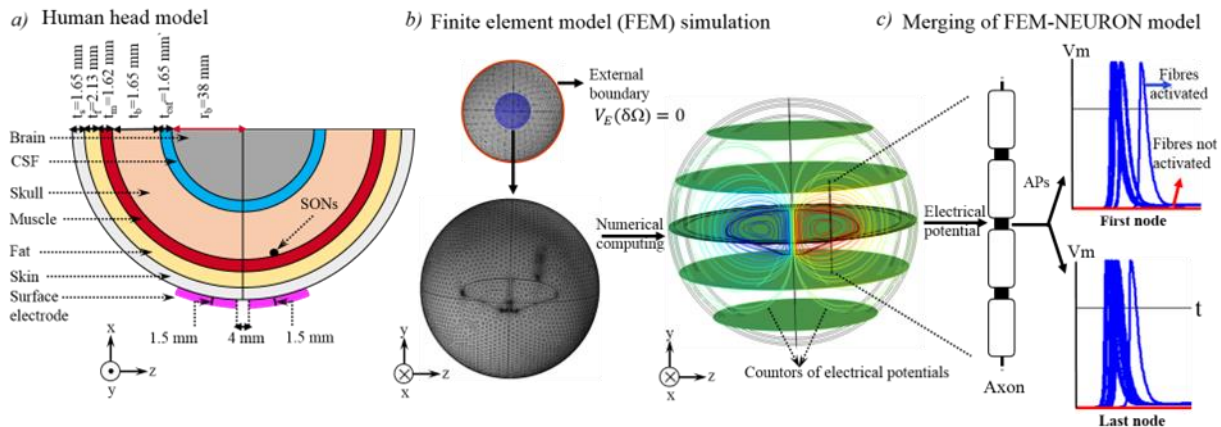 a) Human head model
tₛ=1.65 mm
t_f=2.13 mm
tₘ=1.62 mm
t_b=1.65 mm
t_csf=1.65 mm
r_b=38 mm
Brain
CSF
Skull
Muscle
Fat
Skin
Surface
electrode
SONs
1.5 mm
4 mm
1.5 mm
x
z
y
b) Finite element model (FEM) simulation
External
boundary
V_E(δΩ) = 0
Numerical
computing
y
z
x
y
z
x
Countors of electrical potentials
Electrical
potential
c) Merging of FEM-NEURON model
Axon
APs
Vm
Fibres
activated
Fibres not
activated
First node
Vm
t
Last node